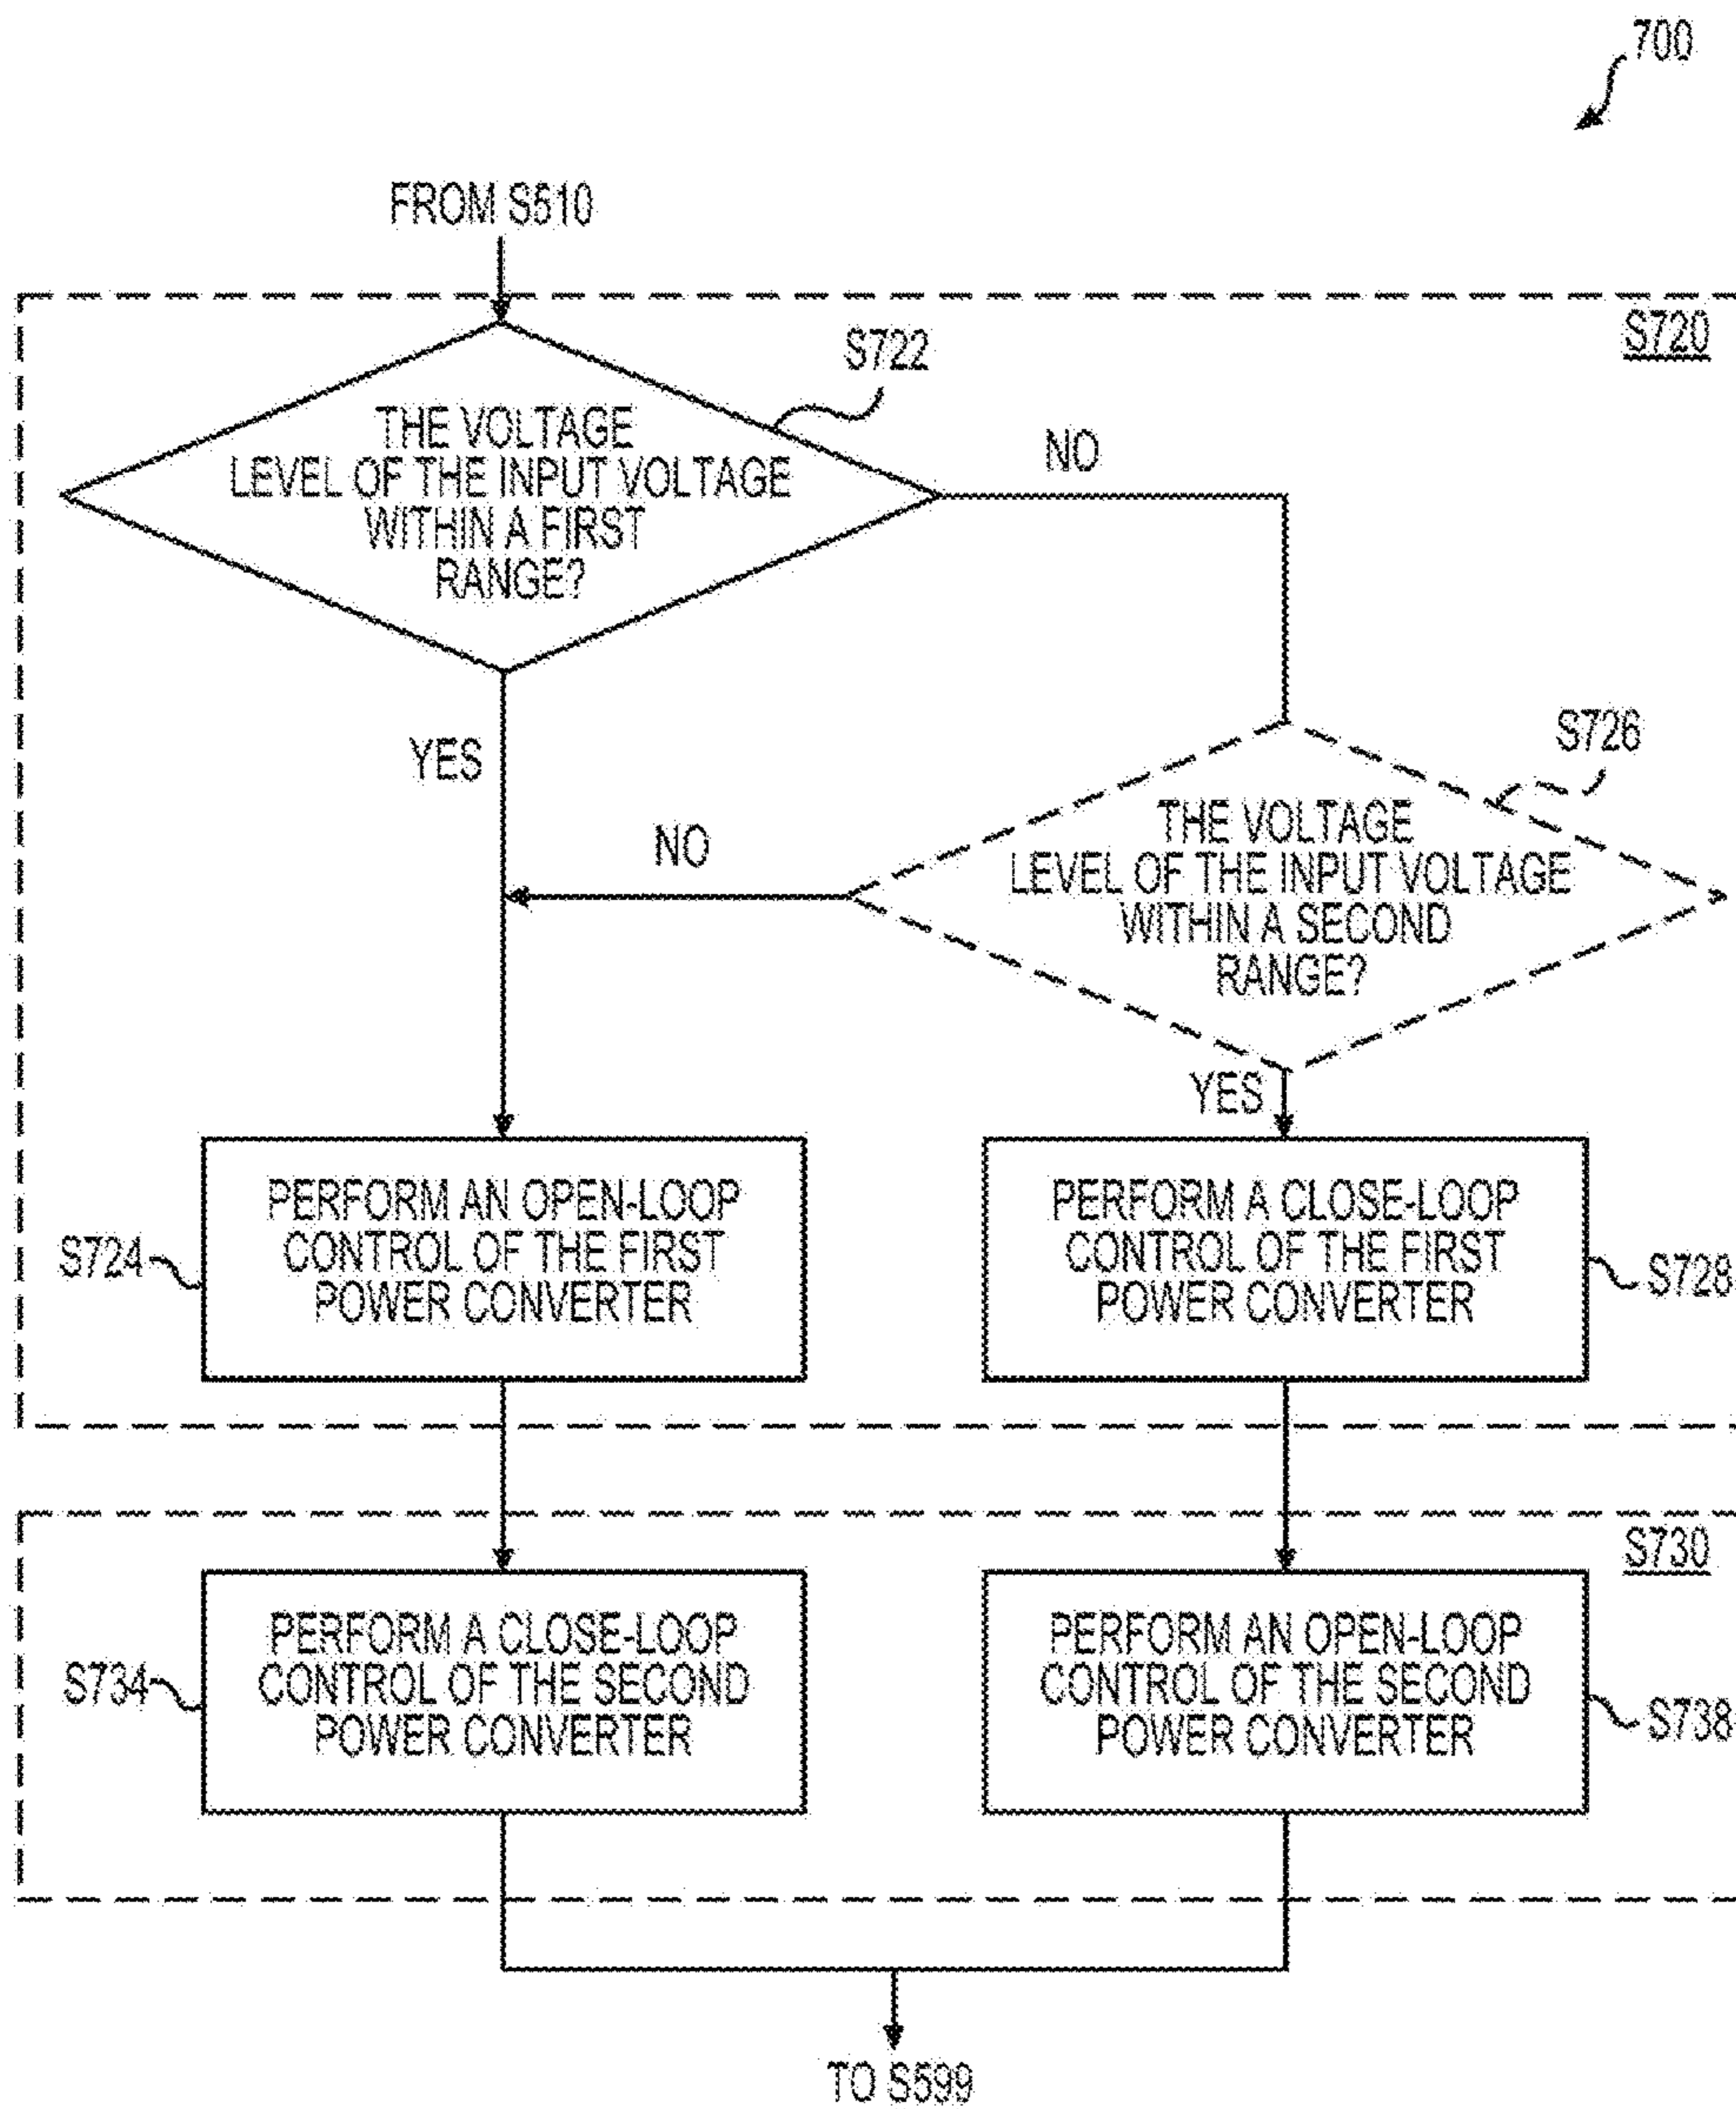 700
FROM S510
S720
S722
THE VOLTAGE
LEVEL OF THE INPUT VOLTAGE
WITHIN A FIRST
RANGE?
NO
YES
S726
THE VOLTAGE
LEVEL OF THE INPUT VOLTAGE
WITHIN A SECOND
RANGE?
NO
YES
S724
PERFORM AN OPEN-LOOP
CONTROL OF THE FIRST
POWER CONVERTER
PERFORM A CLOSE-LOOP
CONTROL OF THE FIRST
POWER CONVERTER
S728
S730
S734
PERFORM A CLOSE-LOOP
CONTROL OF THE SECOND
POWER CONVERTER
PERFORM AN OPEN-LOOP
CONTROL OF THE SECOND
POWER CONVERTER
S738
TO S599